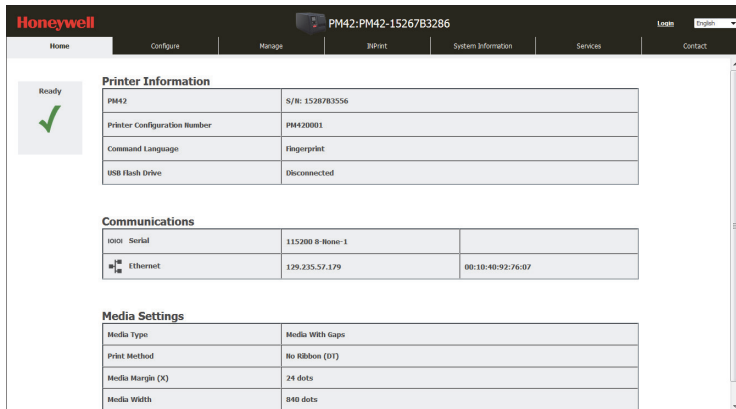 Honeywell
PM42:PM42-15267B3286
Login English
Home Configure Manage INPrint System Information Services Contact
Ready
Printer Information
PM42 S/N: 15287B3556
Printer Configuration Number PM420001
Command Language Fingerprint
USB Flash Drive Disconnected
Communications
IOIOI Serial 115200 8-None-1
Ethernet 129.235.57.179 00:10:40:92:76:07
Media Settings
Media Type Media With Gaps
Print Method No Ribbon (DT)
Media Margin (X) 24 dots
Media Width 840 dots